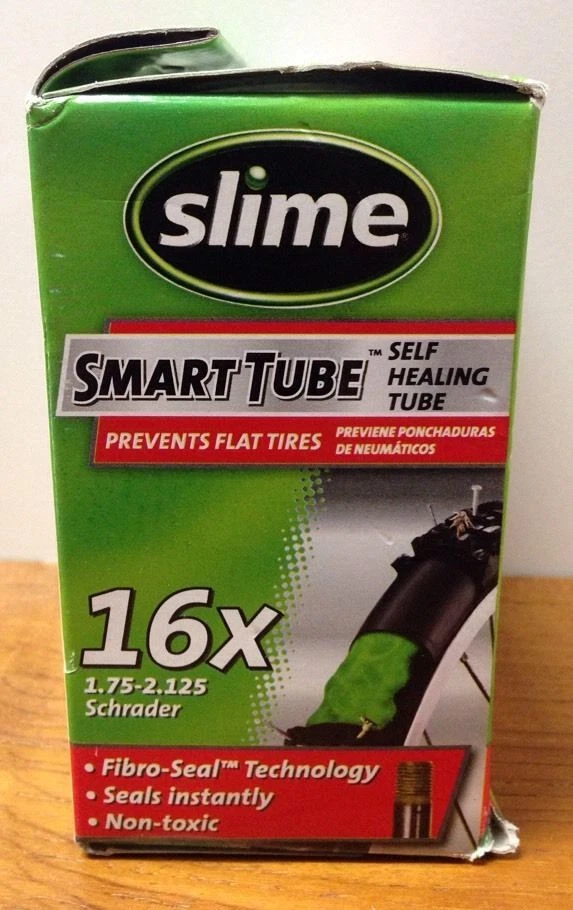 slime
SMART TUBE™
SELF
HEALING
TUBE
PREVENTS FLAT TIRES
PREVIENE PONCHADURAS
DE NEUMÁTICOS
16x
1.75-2.125
Schrader
• Fibro-Seal™ Technology
• Seals instantly
• Non-toxic